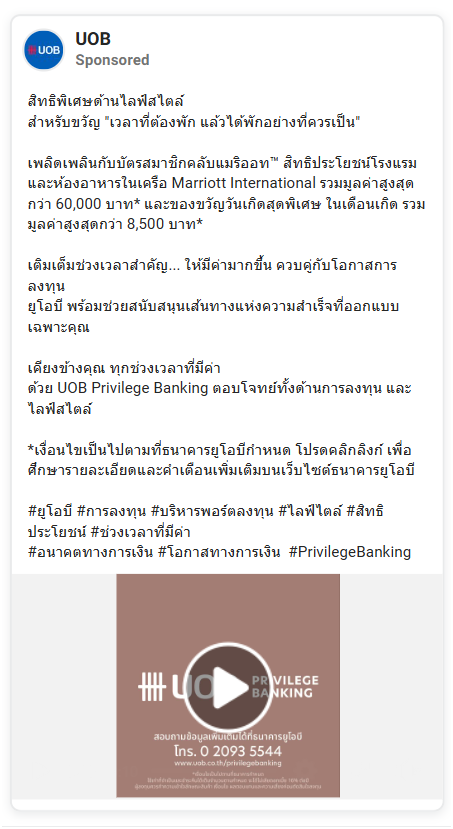 UOB
UOB
Sponsored
สิทธิพิเศษด้านไลฟ์สไตล์
สำหรับขวัญ "เวลาที่ต้องพัก แล้วได้พักอย่างที่ควรเป็น"
เพลิดเพลินกับบัตรสมาชิกคลับแมริออท™ สิทธิประโยชน์โรงแรม
และห้องอาหารในเครือ Marriott International รวมมูลค่าสูงสุด
กว่า 60,000 บาท* และของขวัญวันเกิดสุดพิเศษ ในเดือนเกิด รวม
มูลค่าสูงสุดกว่า 8,500 บาท*
เติมเต็มช่วงเวลาสำคัญ... ให้มีค่ามากขึ้น ควบคู่กับโอกาสการ
ลงทุน
ยูโอบี พร้อมช่วยสนับสนุนเส้นทางแห่งความสำเร็จที่ออกแบบ
เฉพาะคุณ
เคียงข้างคุณ ทุกช่วงเวลาที่มีค่า
ด้วย UOB Privilege Banking ตอบโจทย์ทั้งด้านการลงทุน และ
ไลฟ์สไตล์
*เงื่อนไขเป็นไปตามที่ธนาคารยูโอบีกำหนด โปรดคลิกลิงก์ เพื่อ
ศึกษารายละเอียดและคำเตือนเพิ่มเติมบนเว็บไซต์ธนาคารยูโอบี
#ยูโอบี #การลงทุน #บริหารพอร์ตลงทุน #ไลฟ์ไตล์ #สิทธิ
ประโยชน์ #ช่วงเวลาที่มีค่า
#อนาคตทางการเงิน #โอกาสทางการเงิน #PrivilegeBanking
UOB PRIVILEGE
BANKING
สอบถามข้อมูลเพิ่มเติมได้ที่ธนาคารยูโอบี
โทร. 0 2093 5544
www.uob.co.th/privilegebanking